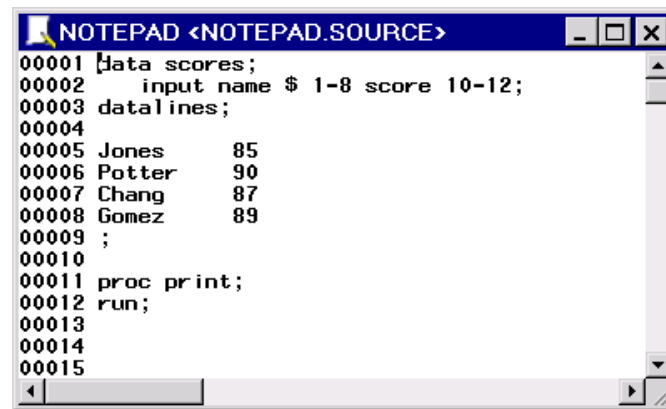 NOTEPAD <NOTEPAD.SOURCE>
00001 data scores;
00002    input name $ 1-8 score 10-12;
00003 datalines;
00004
00005 Jones    85
00006 Potter   90
00007 Chang    87
00008 Gomez    89
00009 ;
00010
00011 proc print;
00012 run;
00013
00014
00015